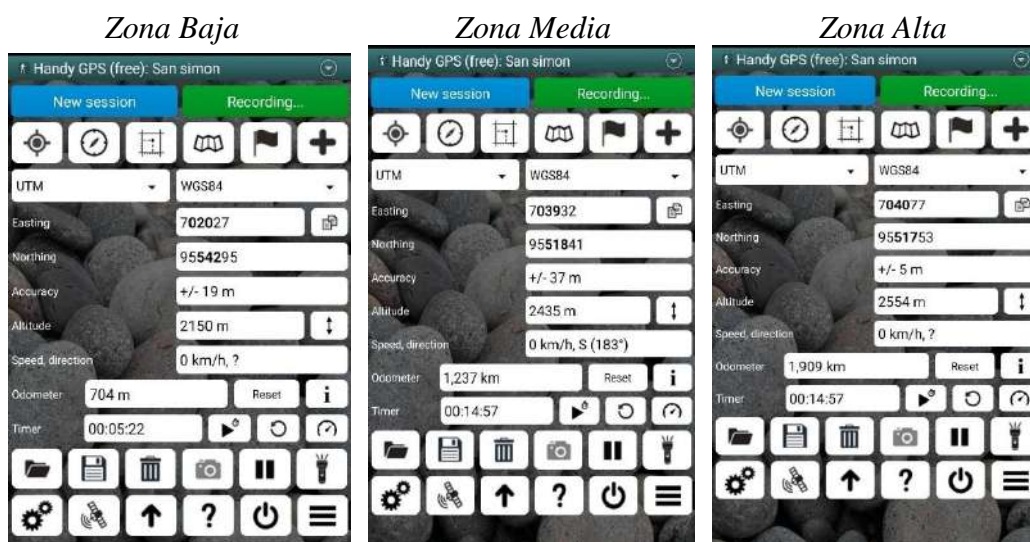 Zona Baja
Handy GPS (free): San simon
New session Recording...
UTM WGS84
Easting 702027
Northing 9554295
Accuracy +/- 19 m
Altitude 2150 m
Speed, direction 0 km/h, ?
Odometer 704 m Reset i
Timer 00:05:22
?
Zona Media
Handy GPS (free): San simon
New session Recording...
UTM WGS84
Easting 703932
Northing 9551841
Accuracy +/- 37 m
Altitude 2435 m
Speed, direction 0 km/h, S (183°)
Odometer 1,237 km Reset i
Timer 00:14:57
?
Zona Alta
Handy GPS (free): San simon
New session Recording...
UTM WGS84
Easting 704077
Northing 9551753
Accuracy +/- 5 m
Altitude 2554 m
Speed, direction 0 km/h, ?
Odometer 1,909 km Reset i
Timer 00:14:57
?